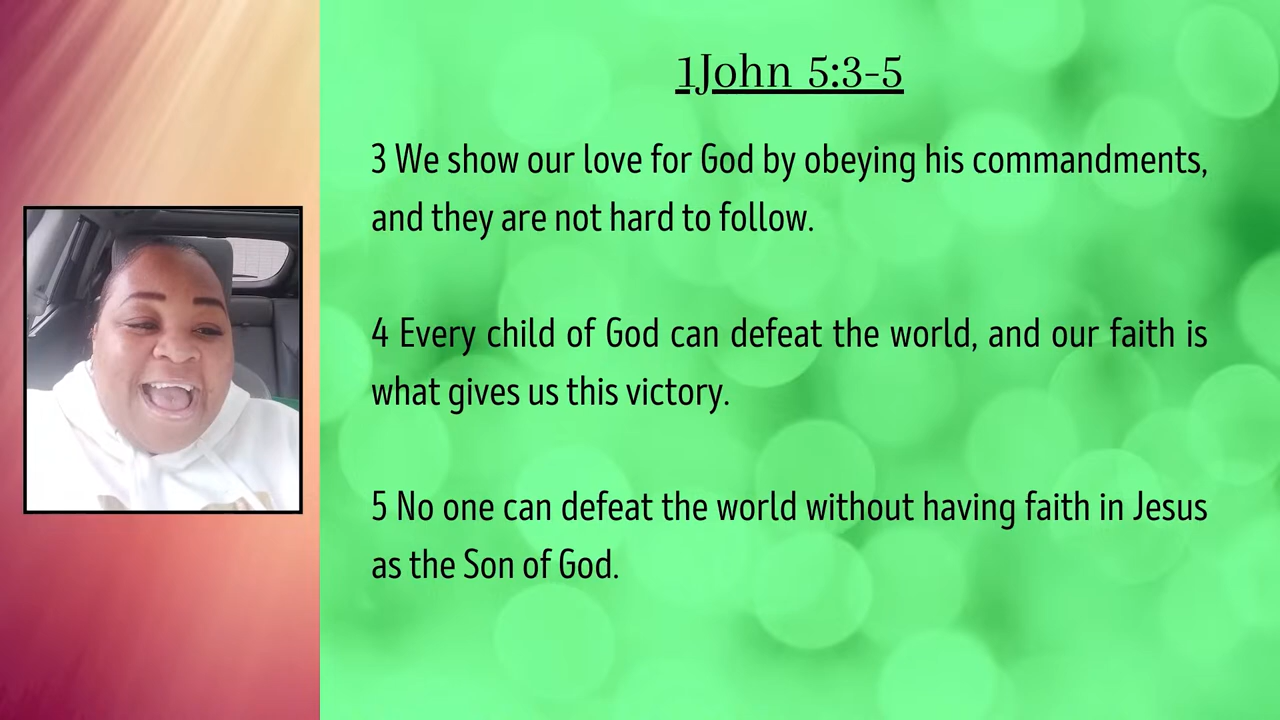 1John 5:3-5
3 We show our love for God by obeying his commandments,
and they are not hard to follow.
4 Every child of God can defeat the world, and our faith is
what gives us this victory.
5 No one can defeat the world without having faith in Jesus
as the Son of God.